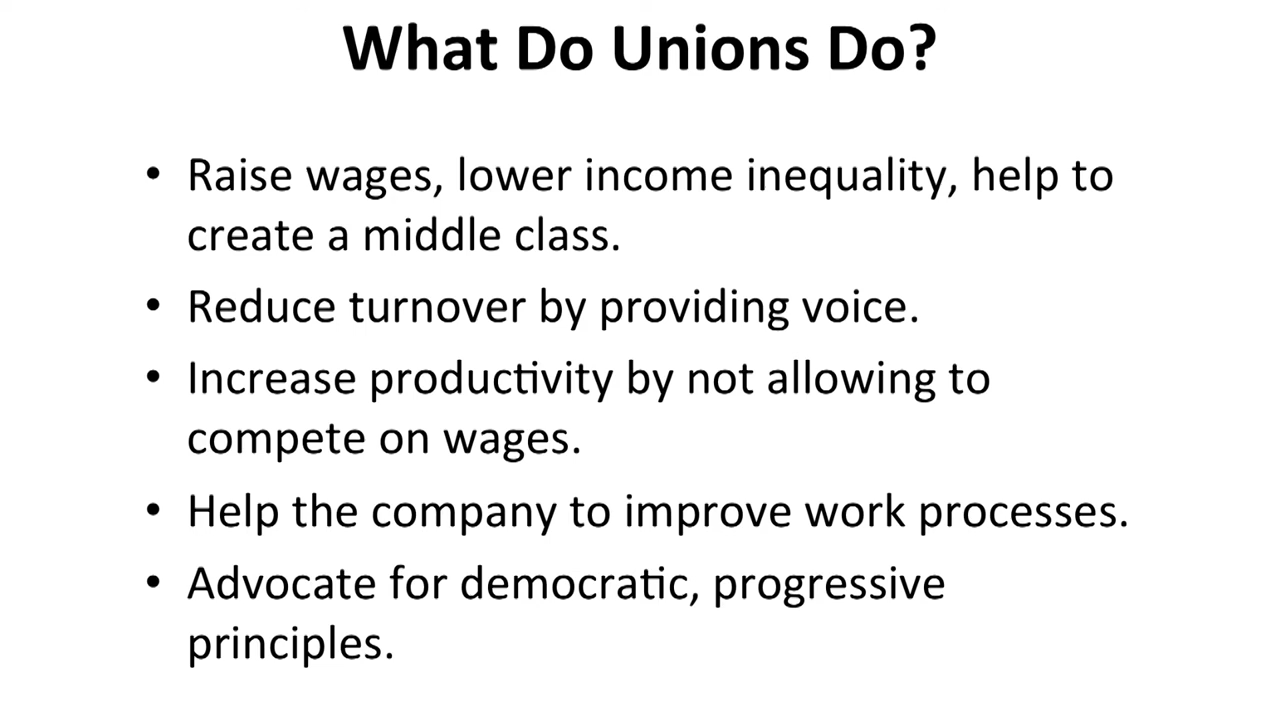 What Do Unions Do?
• Raise wages, lower income inequality, help to
create a middle class.
• Reduce turnover by providing voice.
• Increase productivity by not allowing to
compete on wages.
• Help the company to improve work processes.
• Advocate for democratic, progressive
principles.